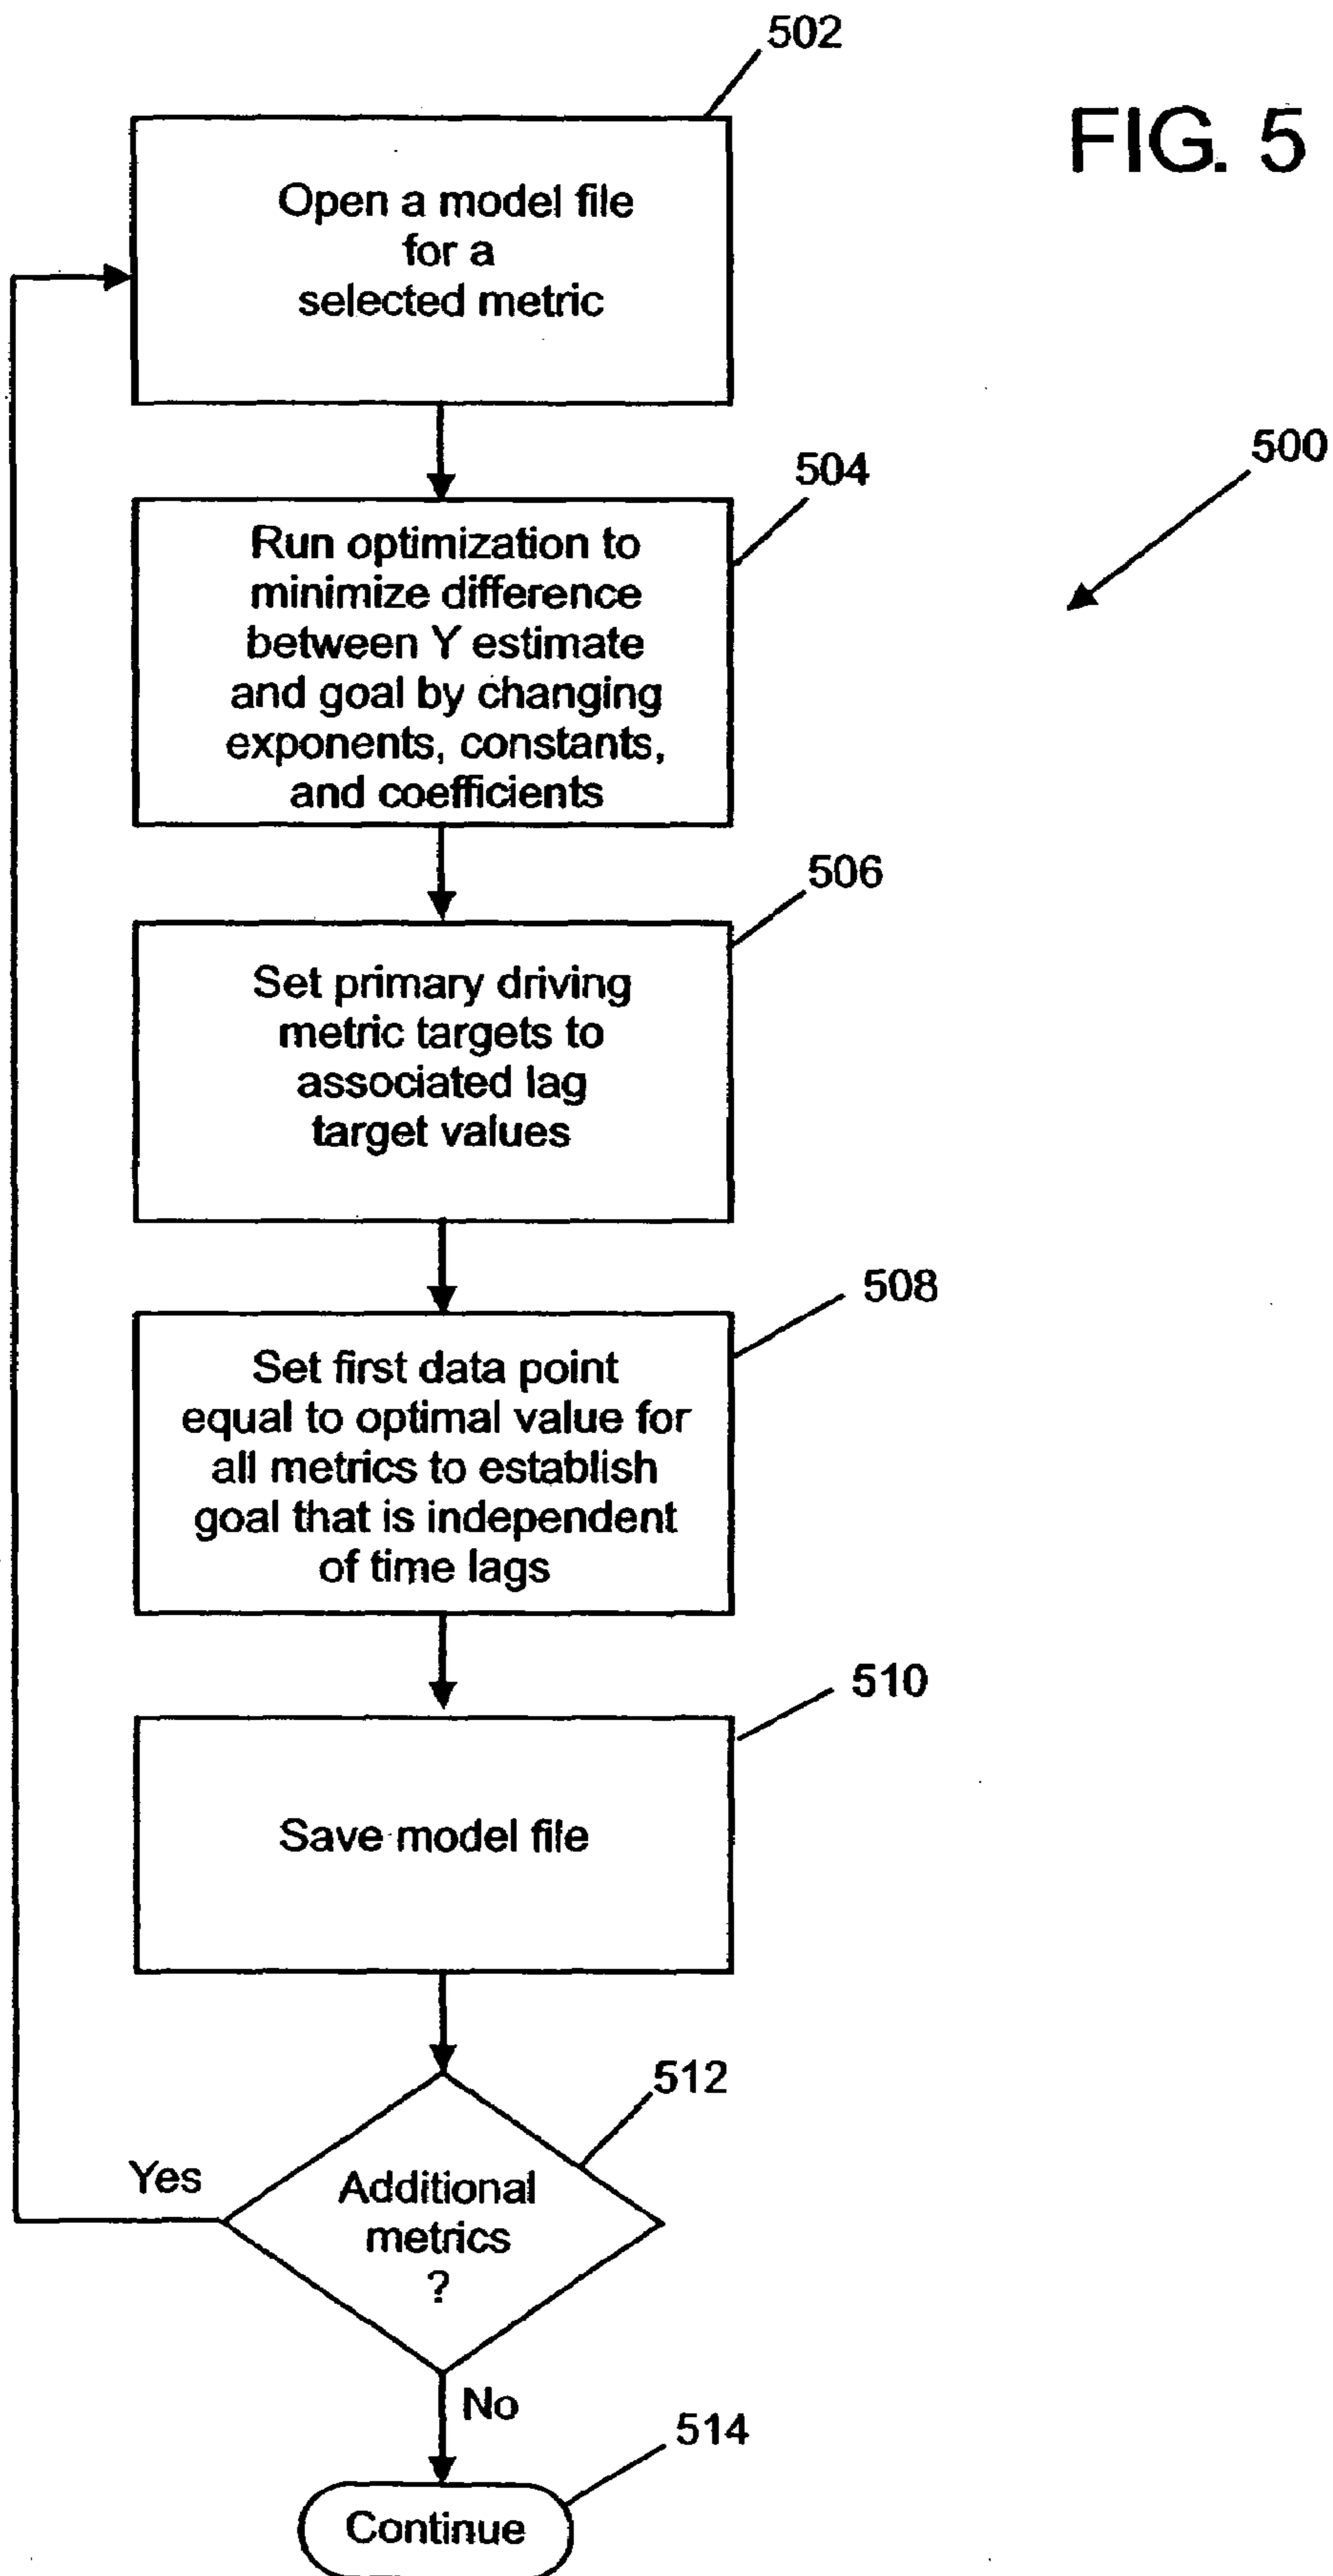 502
FIG. 5
Open a model file
for a
selected metric
500
504
Run optimization to
minimize difference
between Y estimate
and goal by changing
exponents, constants,
and coefficients
506
Set primary driving
metric targets to
associated lag
target values
508
Set first data point
equal to optimal value for
all metrics to establish
goal that is independent
of time lags
510
Save model file
512
Yes
Additional
metrics
?
No
514
Continue